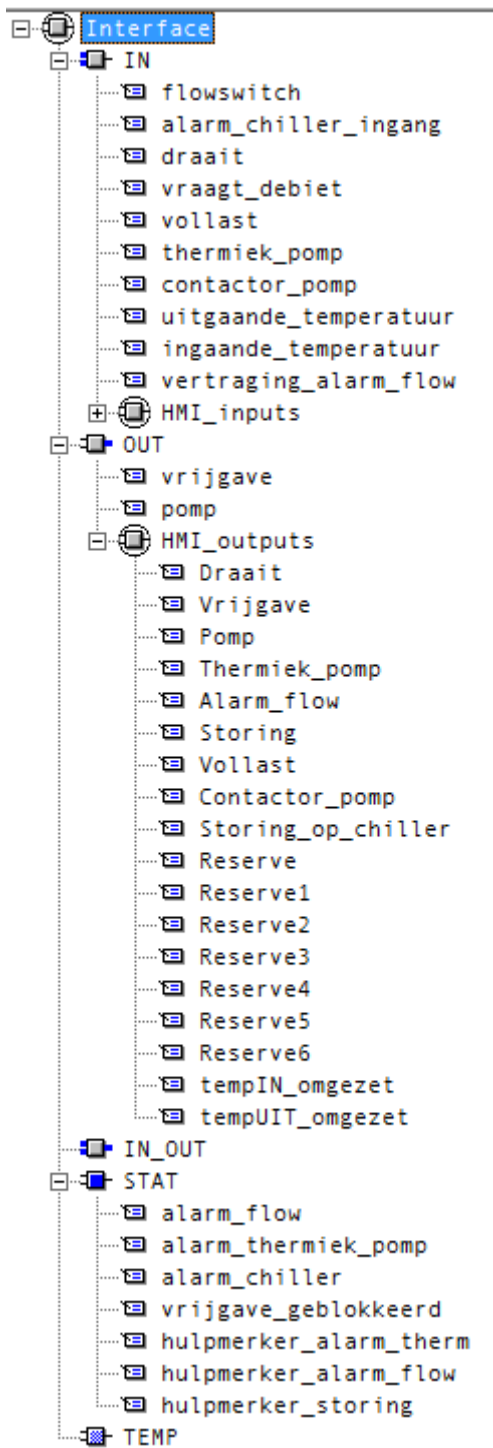 Interface
IN
flowswitch
alarm_chiller_ingang
draait
vraagt_debiet
vollast
thermiek_pomp
contactor_pomp
uitgaande_temperatuur
ingaande_temperatuur
vertraging_alarm_flow
HMI_inputs
OUT
vrijgave
pomp
HMI_outputs
Draait
Vrijgave
Pomp
Thermiek_pomp
Alarm_flow
Storing
Vollast
Contactor_pomp
Storing_op_chiller
Reserve
Reserve1
Reserve2
Reserve3
Reserve4
Reserve5
Reserve6
tempIN_omgezet
tempUIT_omgezet
IN_OUT
STAT
alarm_flow
alarm_thermiek_pomp
alarm_chiller
vrijgave_geblokkeerd
hulpmerker_alarm_therm
hulpmerker_alarm_flow
hulpmerker_storing
TEMP